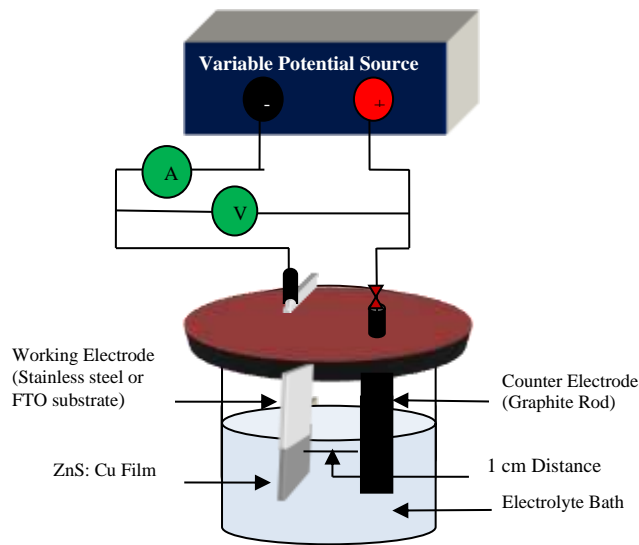 Variable Potential Source
-
+
A
V
Working Electrode
(Stainless steel or
FTO substrate)
Counter Electrode
(Graphite Rod)
ZnS: Cu Film
1 cm Distance
Electrolyte Bath